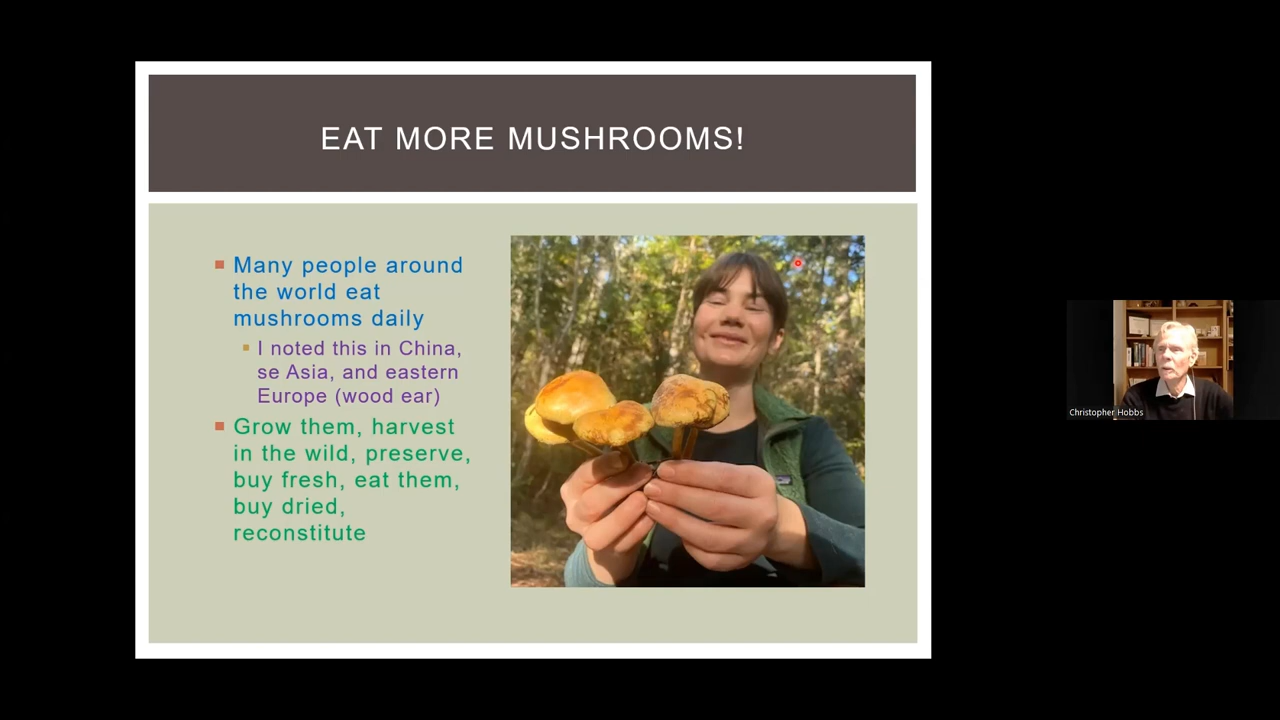 EAT MORE MUSHROOMS!
Many people around
the world eat
mushrooms daily
I noted this in China,
se Asia, and eastern
Europe (wood ear)
Grow them, harvest
in the wild, preserve,
buy fresh, eat them,
buy dried,
reconstitute
Christopher Hobbs